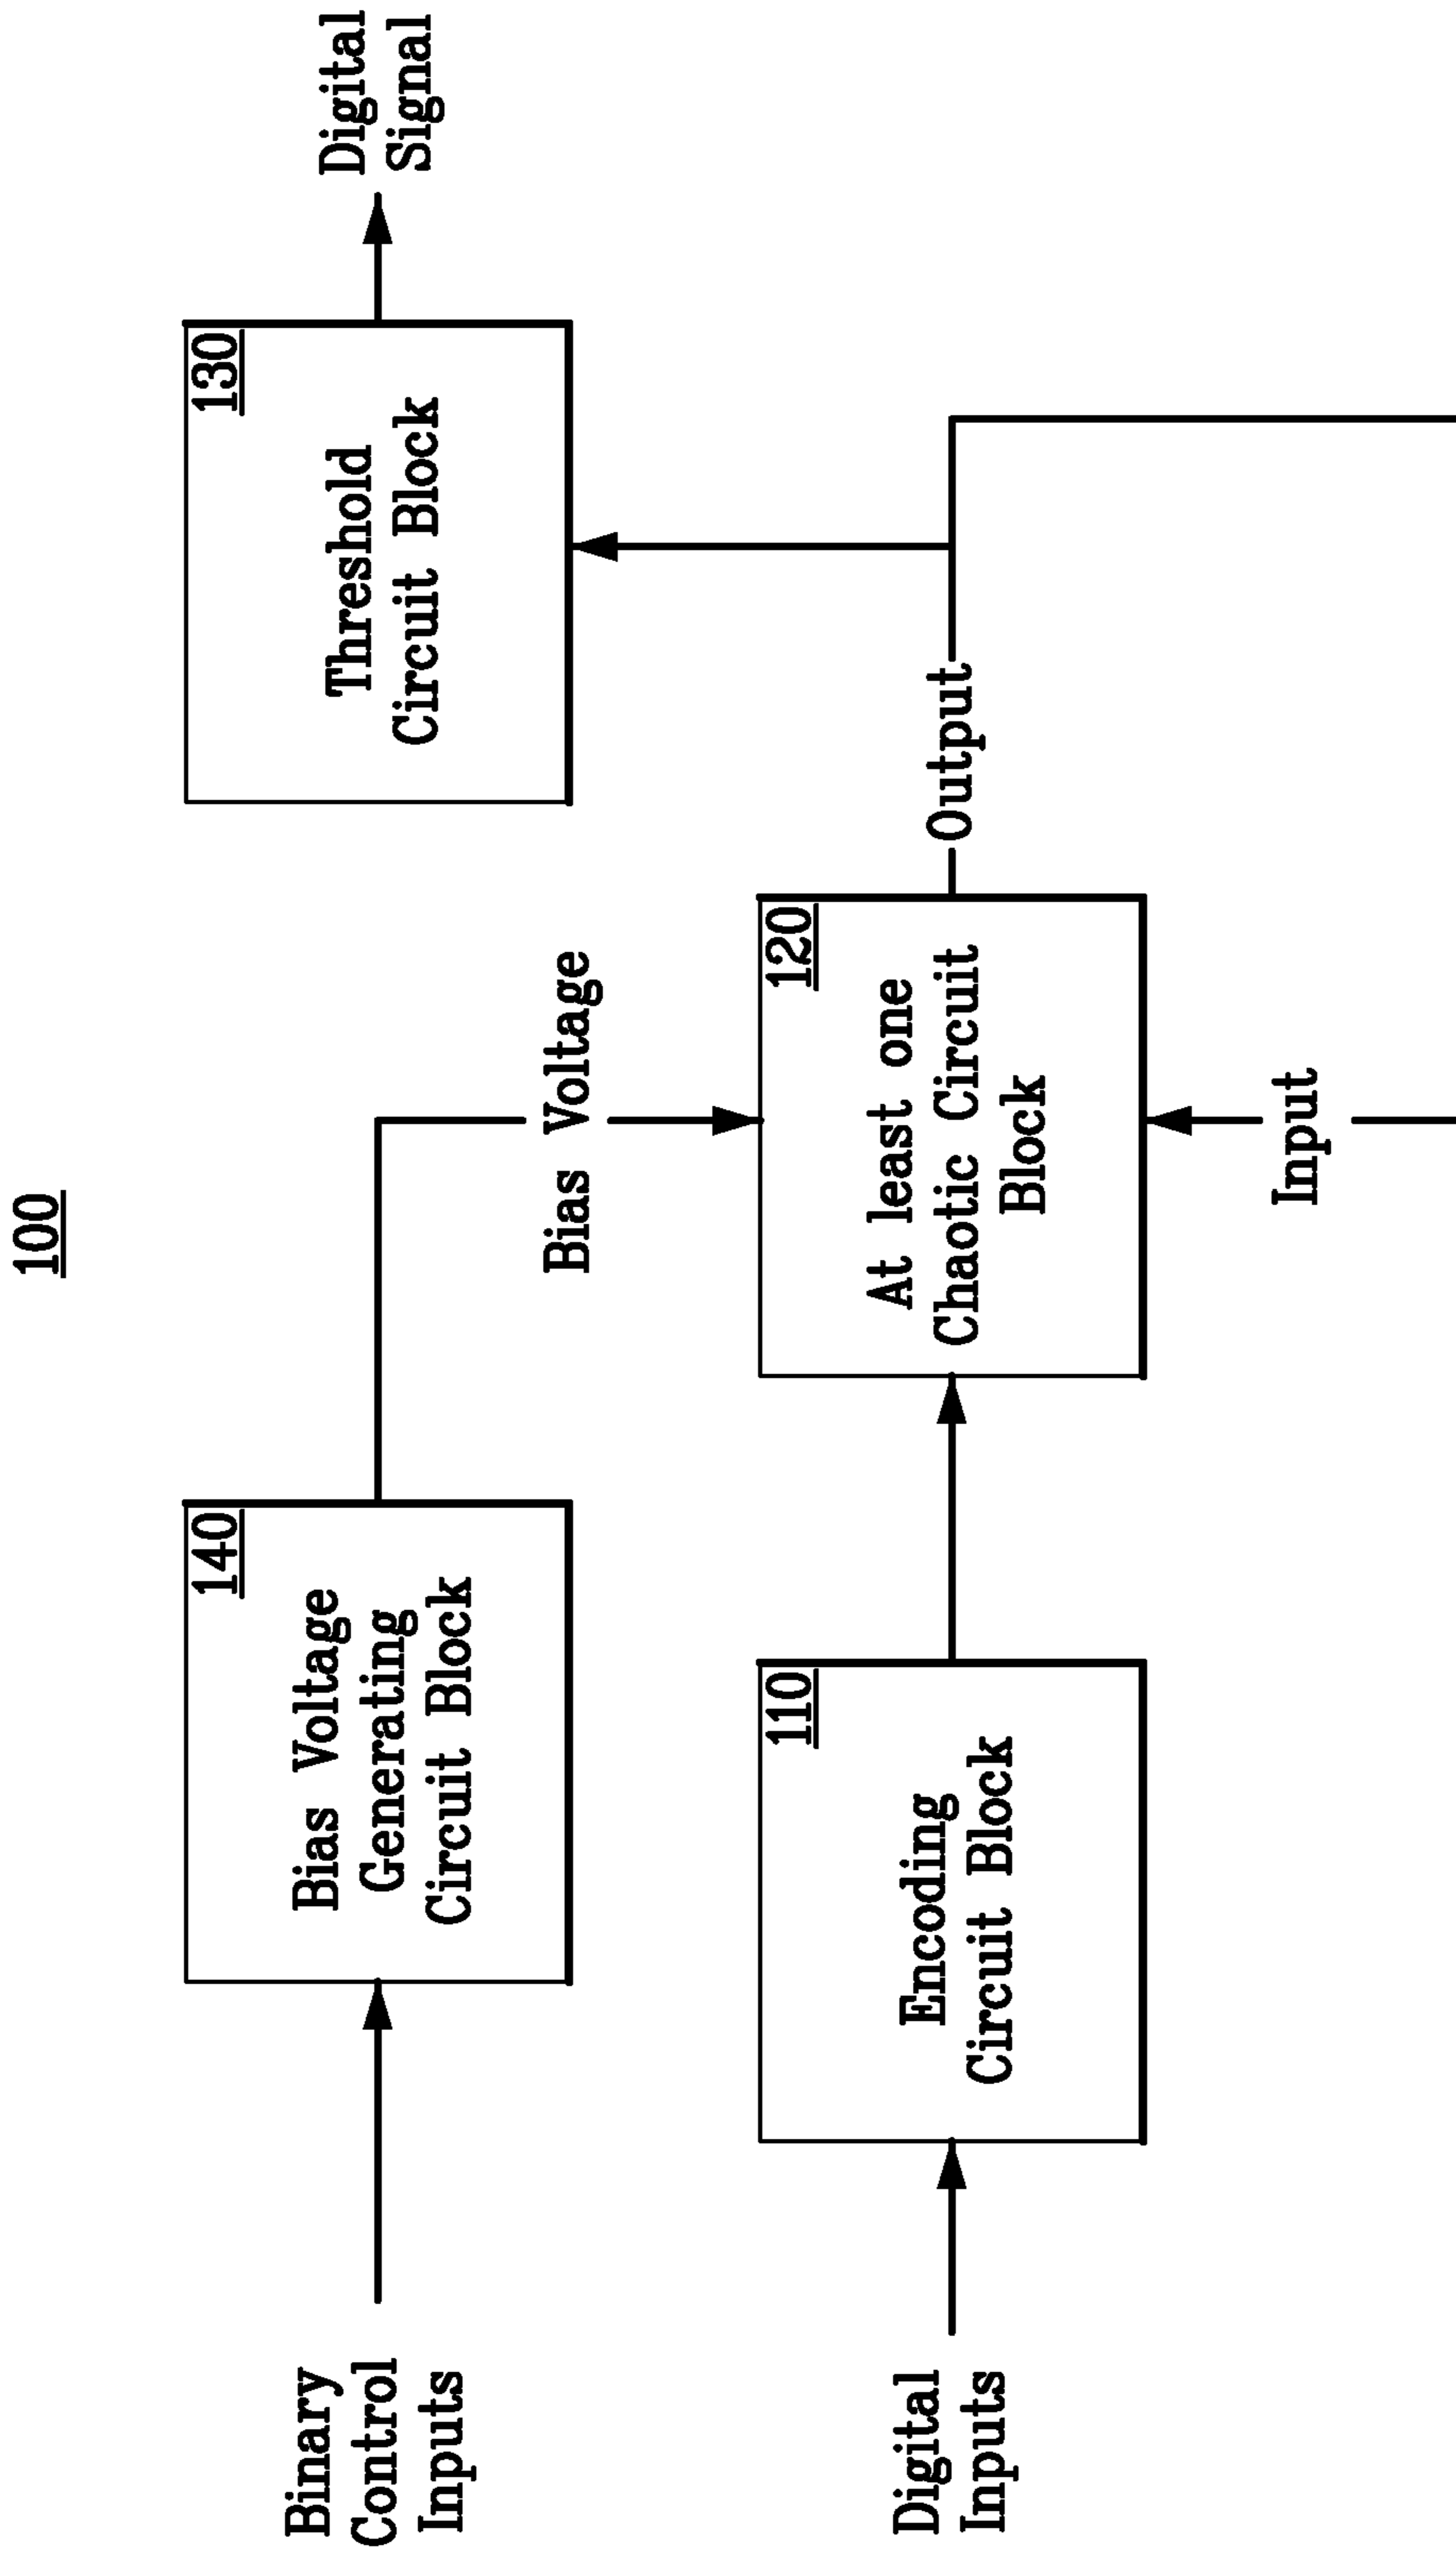 100
Binary
Control
Inputs
140
Bias Voltage
Generating
Circuit Block
Bias Voltage
130
Threshold
Circuit Block
Digital
Signal
Digital
Inputs
110
Encoding
Circuit Block
120
At least one
Chaotic Circuit
Block
Output
Input